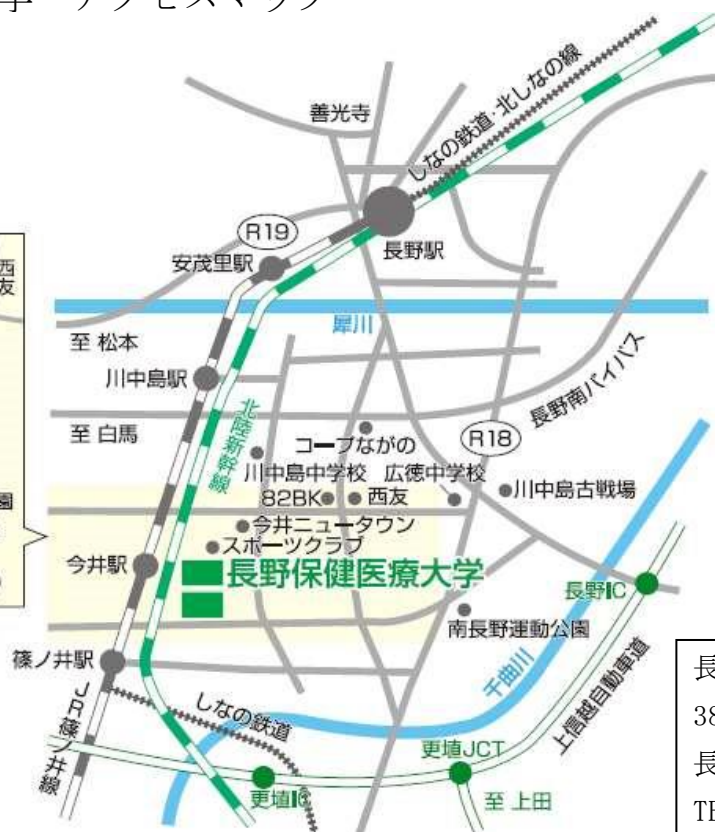 アクセスマップ
善光寺
しなの鉄道・北しなの線
R19
安茂里駅
長野駅
西友
犀川
至 松本
川中島駅
長野南バイパス
至 白馬
北陸新幹線
コープながの
R18
川中島中学校
広徳中学校
82BK
西友
川中島古戦場
園
今井ニュータウン
スポーツクラブ
今井駅
長野保健医療大学
長野IC
南長野運動公園
篠ノ井駅
千曲川
上信越自動車道
しなの鉄道
JR篠ノ井線
更埴JCT
更埴IC
至 上田
長
38
長
TE